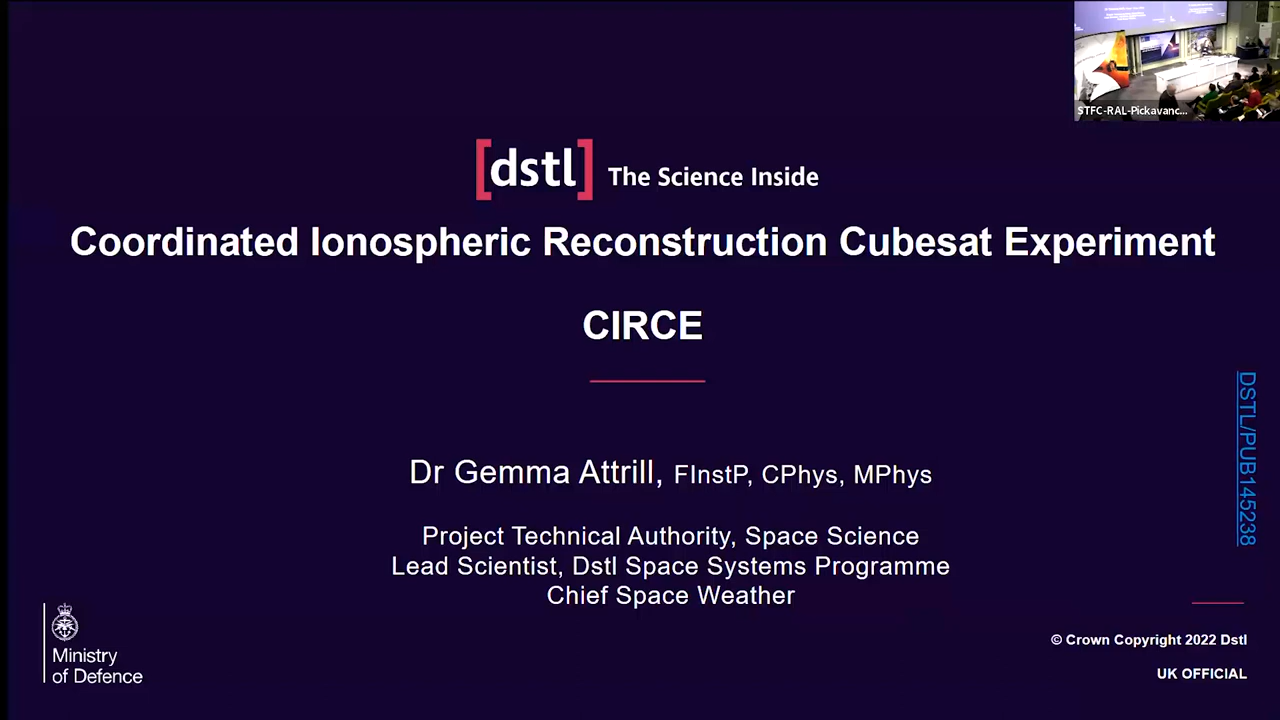 STFC-RAL-Pickavanc...
[dstl] The Science Inside
Coordinated Ionospheric Reconstruction Cubesat Experiment
CIRCE
DSTL/PUB145238
Dr Gemma Attrill, FInstP, CPhys, MPhys
Project Technical Authority, Space Science
Lead Scientist, Dstl Space Systems Programme
Chief Space Weather
Ministry
of Defence
© Crown Copyright 2022 Dstl
UK OFFICIAL